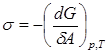 σ = −(dG/δA)p,T